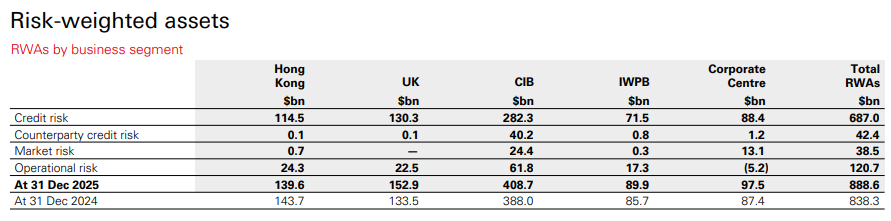 Risk-weighted assets
RWAs by business segment
Hong Kong UK CIB IWPB Corporate Centre Total RWAs
$bn $bn $bn $bn $bn $bn
Credit risk 114.5 130.3 282.3 71.5 88.4 687.0
Counterparty credit risk 0.1 0.1 40.2 0.8 1.2 42.4
Market risk 0.7 — 24.4 0.3 13.1 38.5
Operational risk 24.3 22.5 61.8 17.3 (5.2) 120.7
At 31 Dec 2025 139.6 152.9 408.7 89.9 97.5 888.6
At 31 Dec 2024 143.7 133.5 388.0 85.7 87.4 838.3